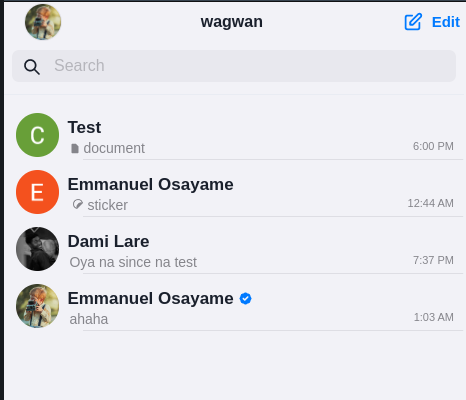 wagwan
Edit
Search
C
Test
document
6:00 PM
E
Emmanuel Osayame
sticker
12:44 AM
Dami Lare
Oya na since na test
7:37 PM
Emmanuel Osayame
ahaha
1:03 AM